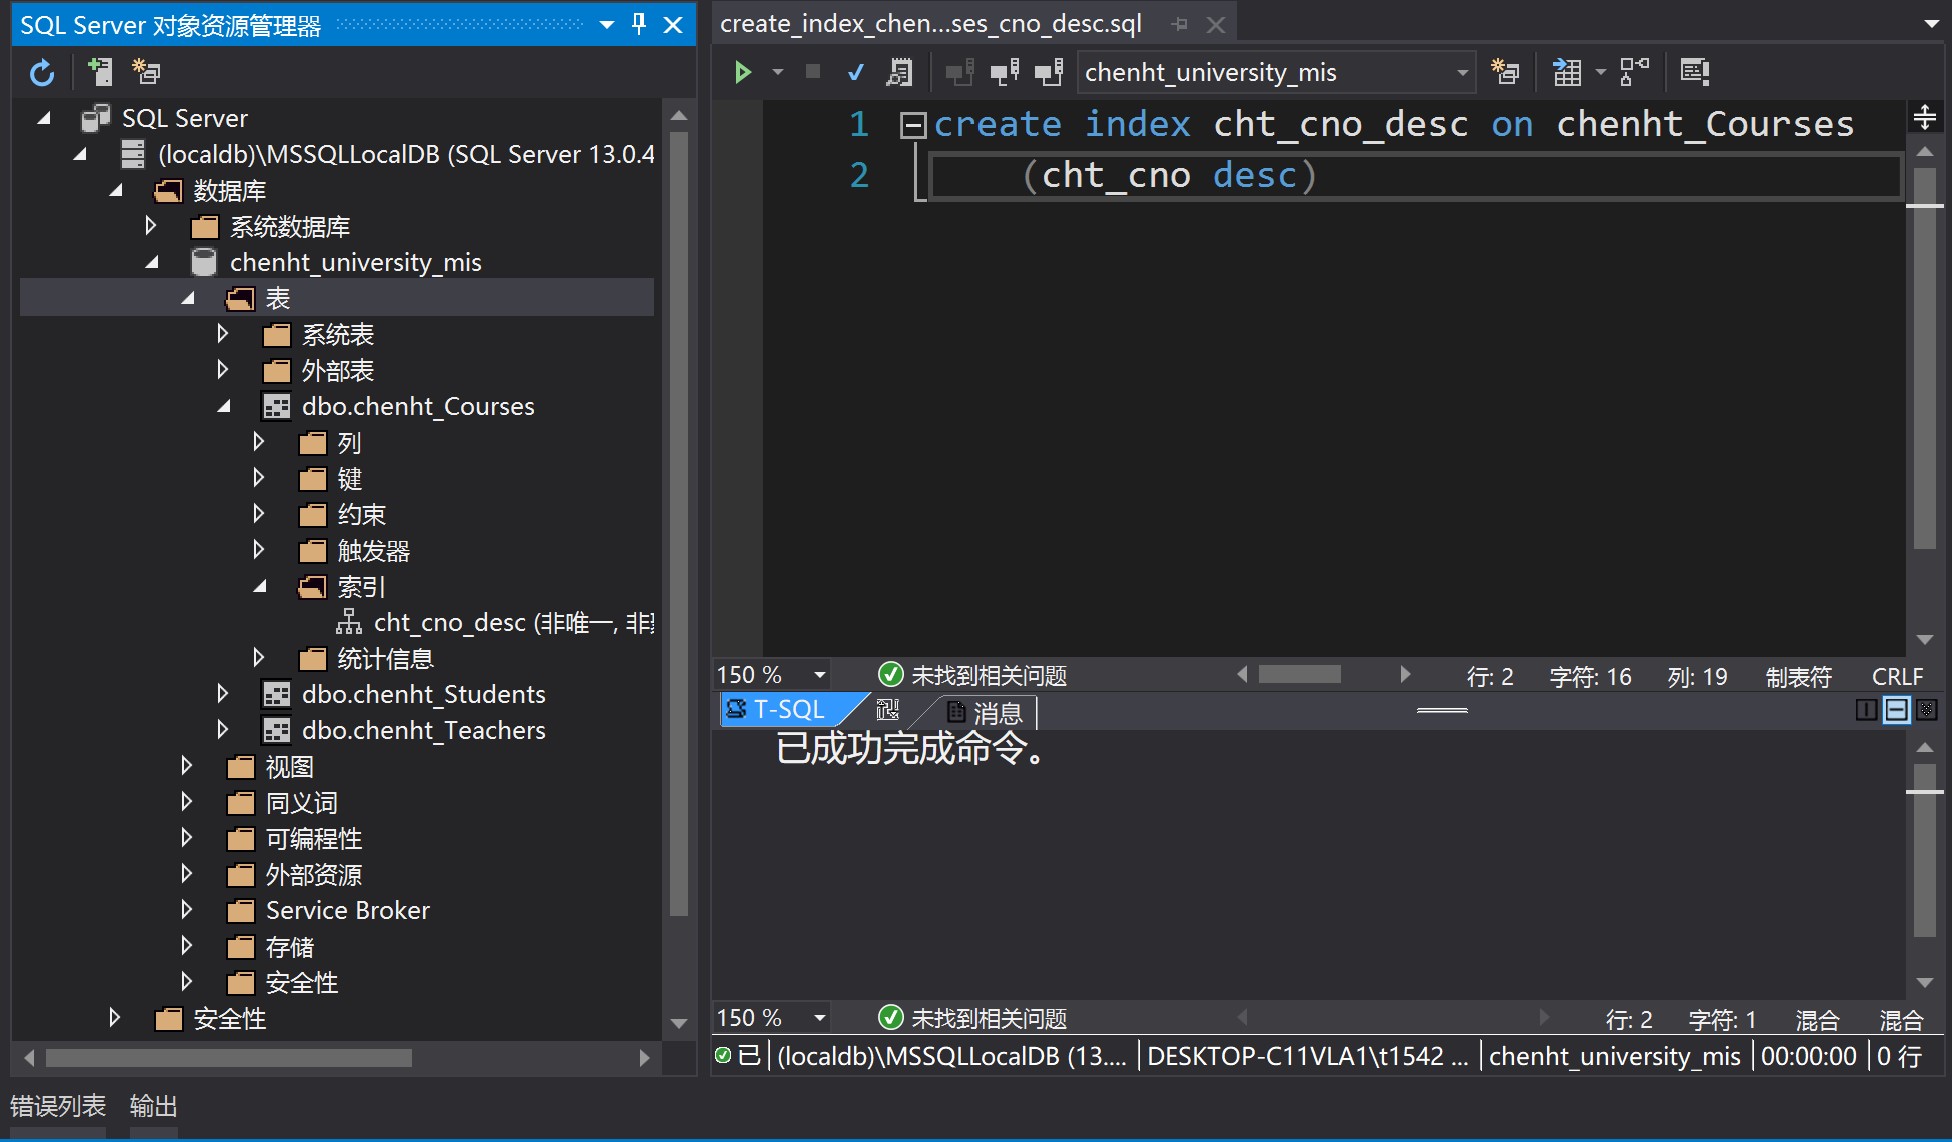 SQL Server 对象资源管理器
SQL Server
(localdb)\MSSQLLocalDB (SQL Server 13.0.4
数据库
系统数据库
chenht_university_mis
表
系统表
外部表
dbo.chenht_Courses
列
键
约束
触发器
索引
cht_cno_desc (非唯一, 非
统计信息
dbo.chenht_Students
dbo.chenht_Teachers
视图
同义词
可编程性
外部资源
Service Broker
存储
安全性
安全性
错误列表 输出
create_index_chen...ses_cno_desc.sql
chenht_university_mis
1 create index cht_cno_desc on chenht_Courses
2 (cht_cno desc)
150 % 未找到相关问题 行: 2 字符: 16 列: 19 制表符 CRLF
T-SQL 消息
已成功完成命令。
150 % 未找到相关问题 行: 2 字符: 1 混合 混合
已 (localdb)\MSSQLLocalDB (13.... DESKTOP-C11VLA1\t1542 ... chenht_university_mis 00:00:00 0 行